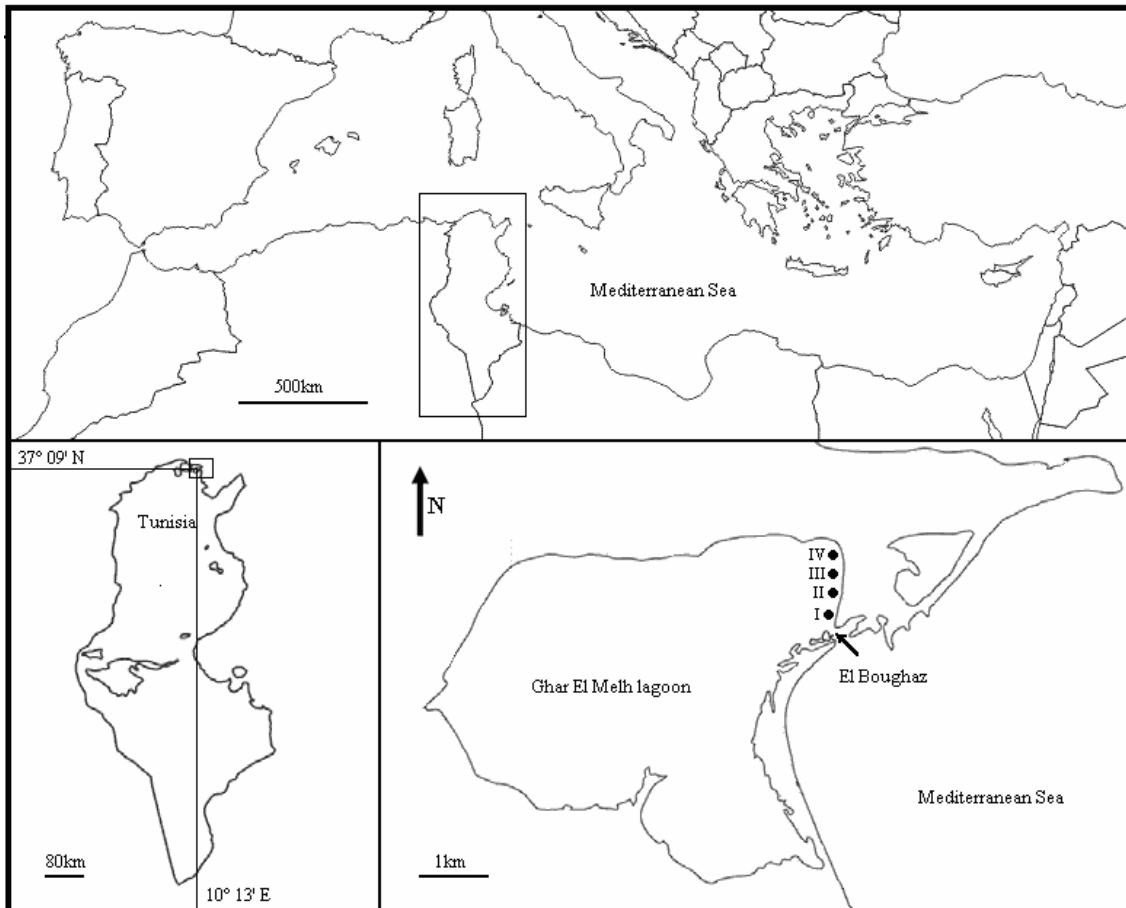 Mediterranean Sea
500km
37° 09' N
Tunisia
80km
10° 13' E
N
IV
III
II
I
El Boughaz
Ghar El Melh lagoon
Mediterranean Sea
1km